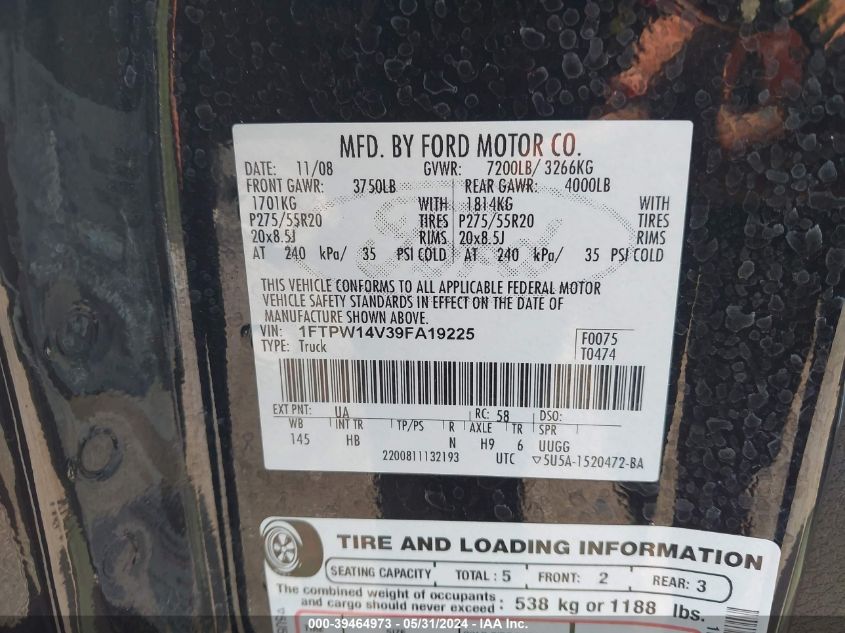 MFD. BY FORD MOTOR CO.
DATE: 11/08 GVWR: 7200LB/ 3266KG
FRONT GAWR: 3750LB REAR GAWR: 4000LB
1701KG WITH 1814KG WITH
P275/55R20 TIRES P275/55R20 TIRES
20x8.5J RIMS 20x8.5J RIMS
AT 240 kPa/ 35 PSI COLD AT 240 kPa/ 35 PSI COLD
THIS VEHICLE CONFORMS TO ALL APPLICABLE FEDERAL MOTOR
VEHICLE SAFETY STANDARDS IN EFFECT ON THE DATE OF
MANUFACTURE SHOWN ABOVE.
VIN: 1FTPW14V39FA19225 F0075
TYPE: Truck T0474
EXT PNT: UA RC: 58 DSO:
WB INT TR TP/PS R AXLE TR SPR
145 HB N H9 6 UUGG
2200811132193 UTC ▽5U5A-1520472-BA
TIRE AND LOADING INFORMATION
SEATING CAPACITY TOTAL : 5 FRONT: 2 REAR: 3
The combined weight of occupants
and cargo should never exceed : 538 kg or 1188 lbs.
000-39464973 - 05/31/2024 - IAA Inc.